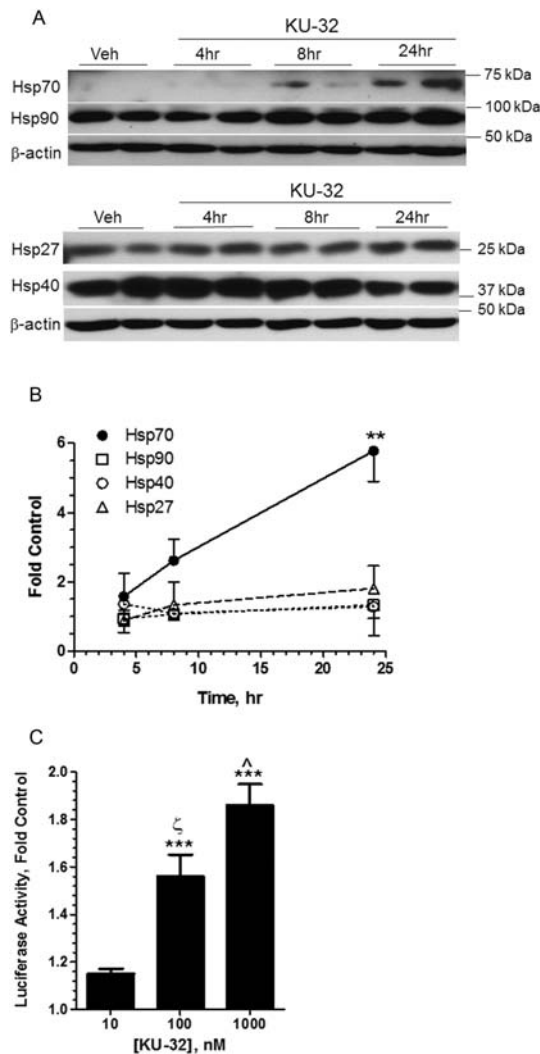 A
KU-32
Veh 4hr 8hr 24hr
Hsp70
75 kDa
100 kDa
Hsp90
50 kDa
β-actin
KU-32
Veh 4hr 8hr 24hr
Hsp27
25 kDa
Hsp40
37 kDa
50 kDa
β-actin
B
Hsp70
Hsp90
Hsp40
Hsp27
**
6
4
2
0
Fold Control
0 5 10 15 20 25
Time, hr
C
^
***
ζ
***
2.0
1.8
1.6
1.4
1.2
1.0
Luciferase Activity, Fold Control
10 100 1000
[KU-32], nM